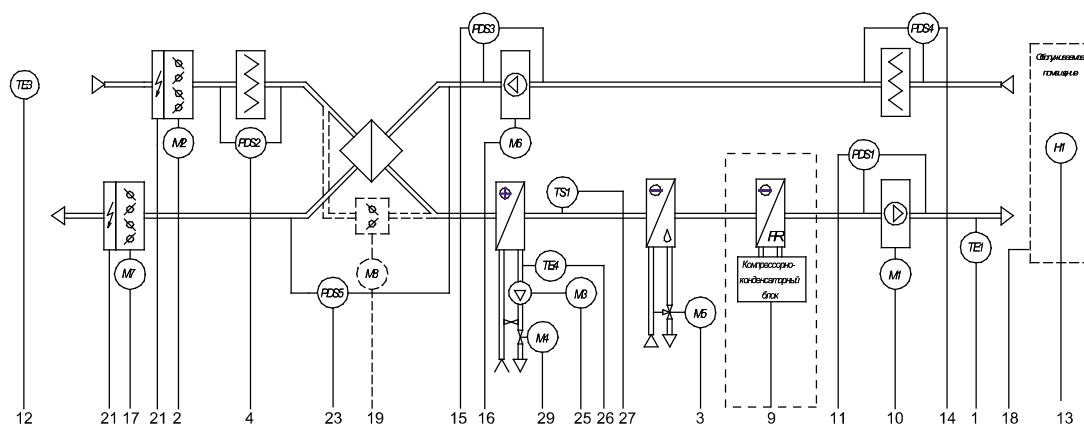 PDS3
PDS4
Обслуживаемое
помещение
TE3
M2
PDS2
M6
H1
PDS1
TS1
FR
TE1
M7
M8
PDS5
TE4
M3
Компрессорно-
конденсаторный
блок
M1
M4
M5
12
21
17
21
2
4
23
19
15
16
29
25
26
27
3
9
11
10
14
1
18
13